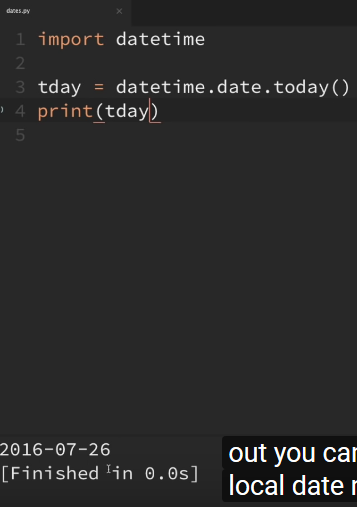 dates.py
1 import datetime
2
3 tday = datetime.date.today()
4 print(tday)
5
2016-07-26
[Finished in 0.0s]
out you
local date